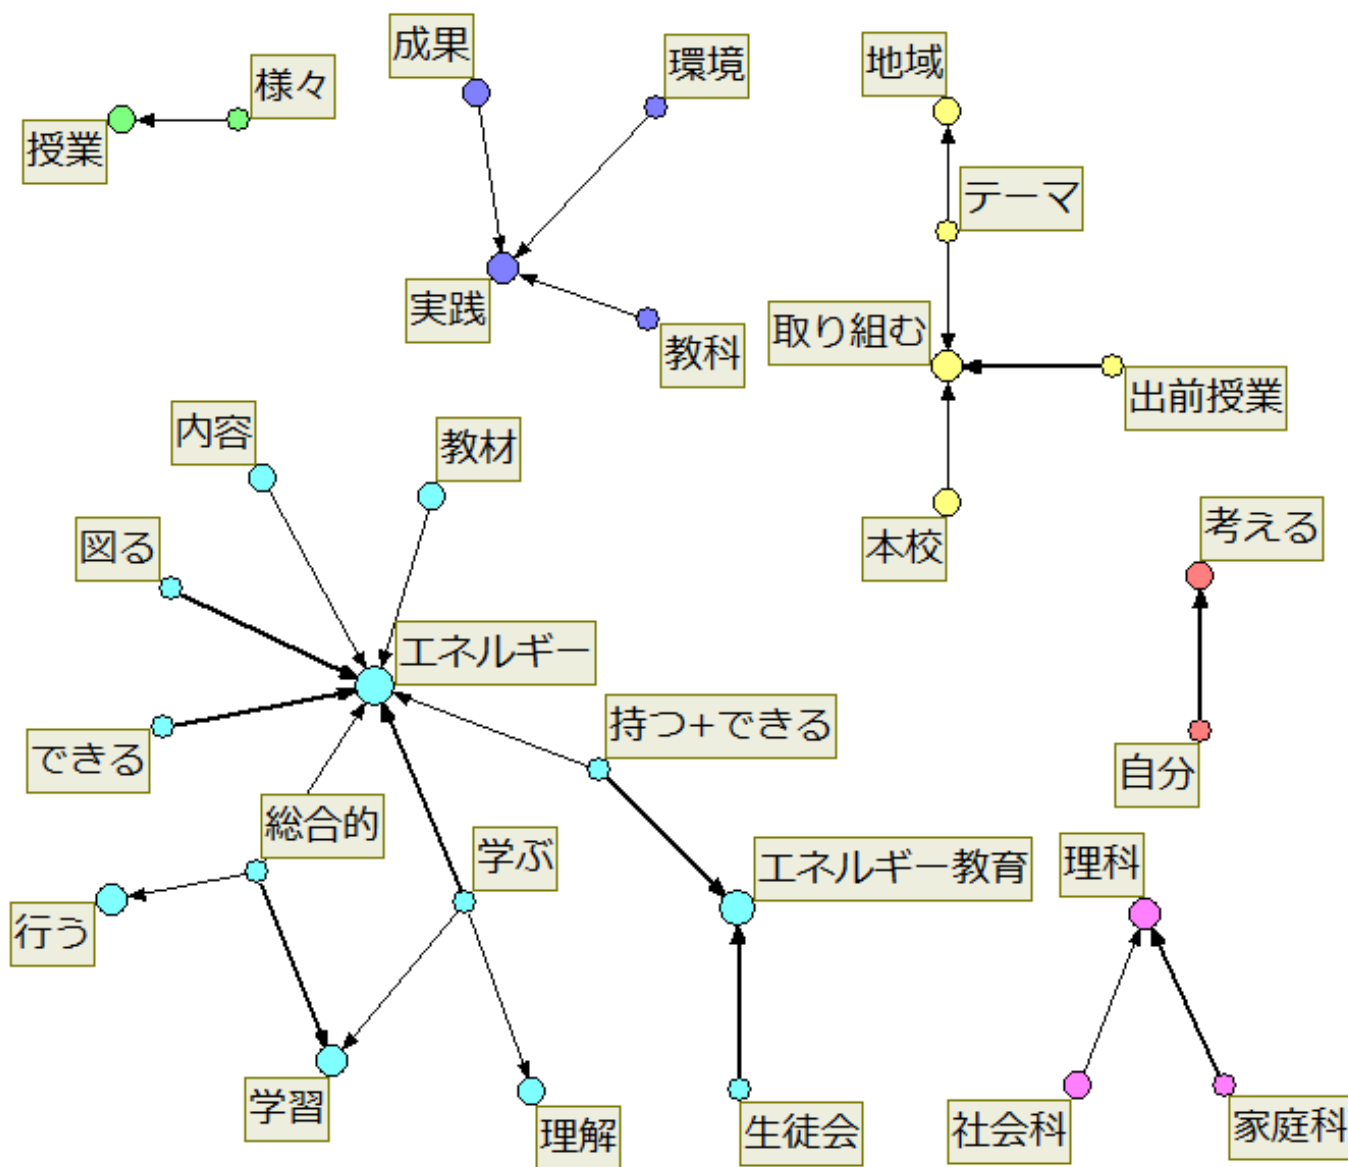 成果
環境
地域
様々
授業
テーマ
実践
教科
取り組む
出前授業
内容
教材
本校
考える
図る
エネルギー
できる
持つ+できる
自分
総合的
学ぶ
エネルギー教育
理科
行う
学習
理解
生徒会
社会科
家庭科